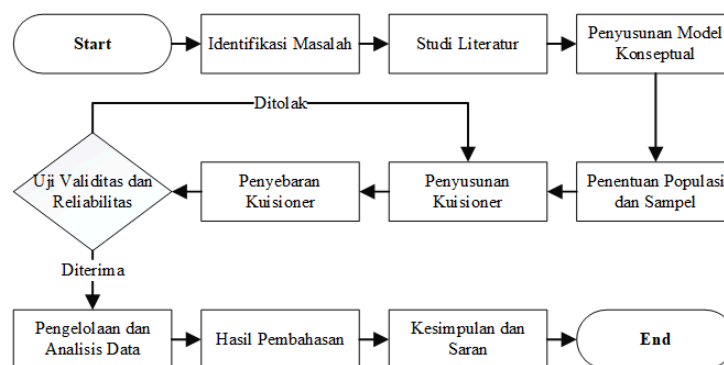 Start
Identifikasi Masalah
Studi Literatur
Penyusunan Model
Konseptual
Ditolak
Uji Validitas dan
Reliabilitas
Penyebaran
Kuisioner
Penyusunan
Kuisioner
Penentuan Populasi
dan Sampel
Diterima
Pengelolaan dan
Analisis Data
Hasil Pembahasan
Kesimpulan dan
Saran
End